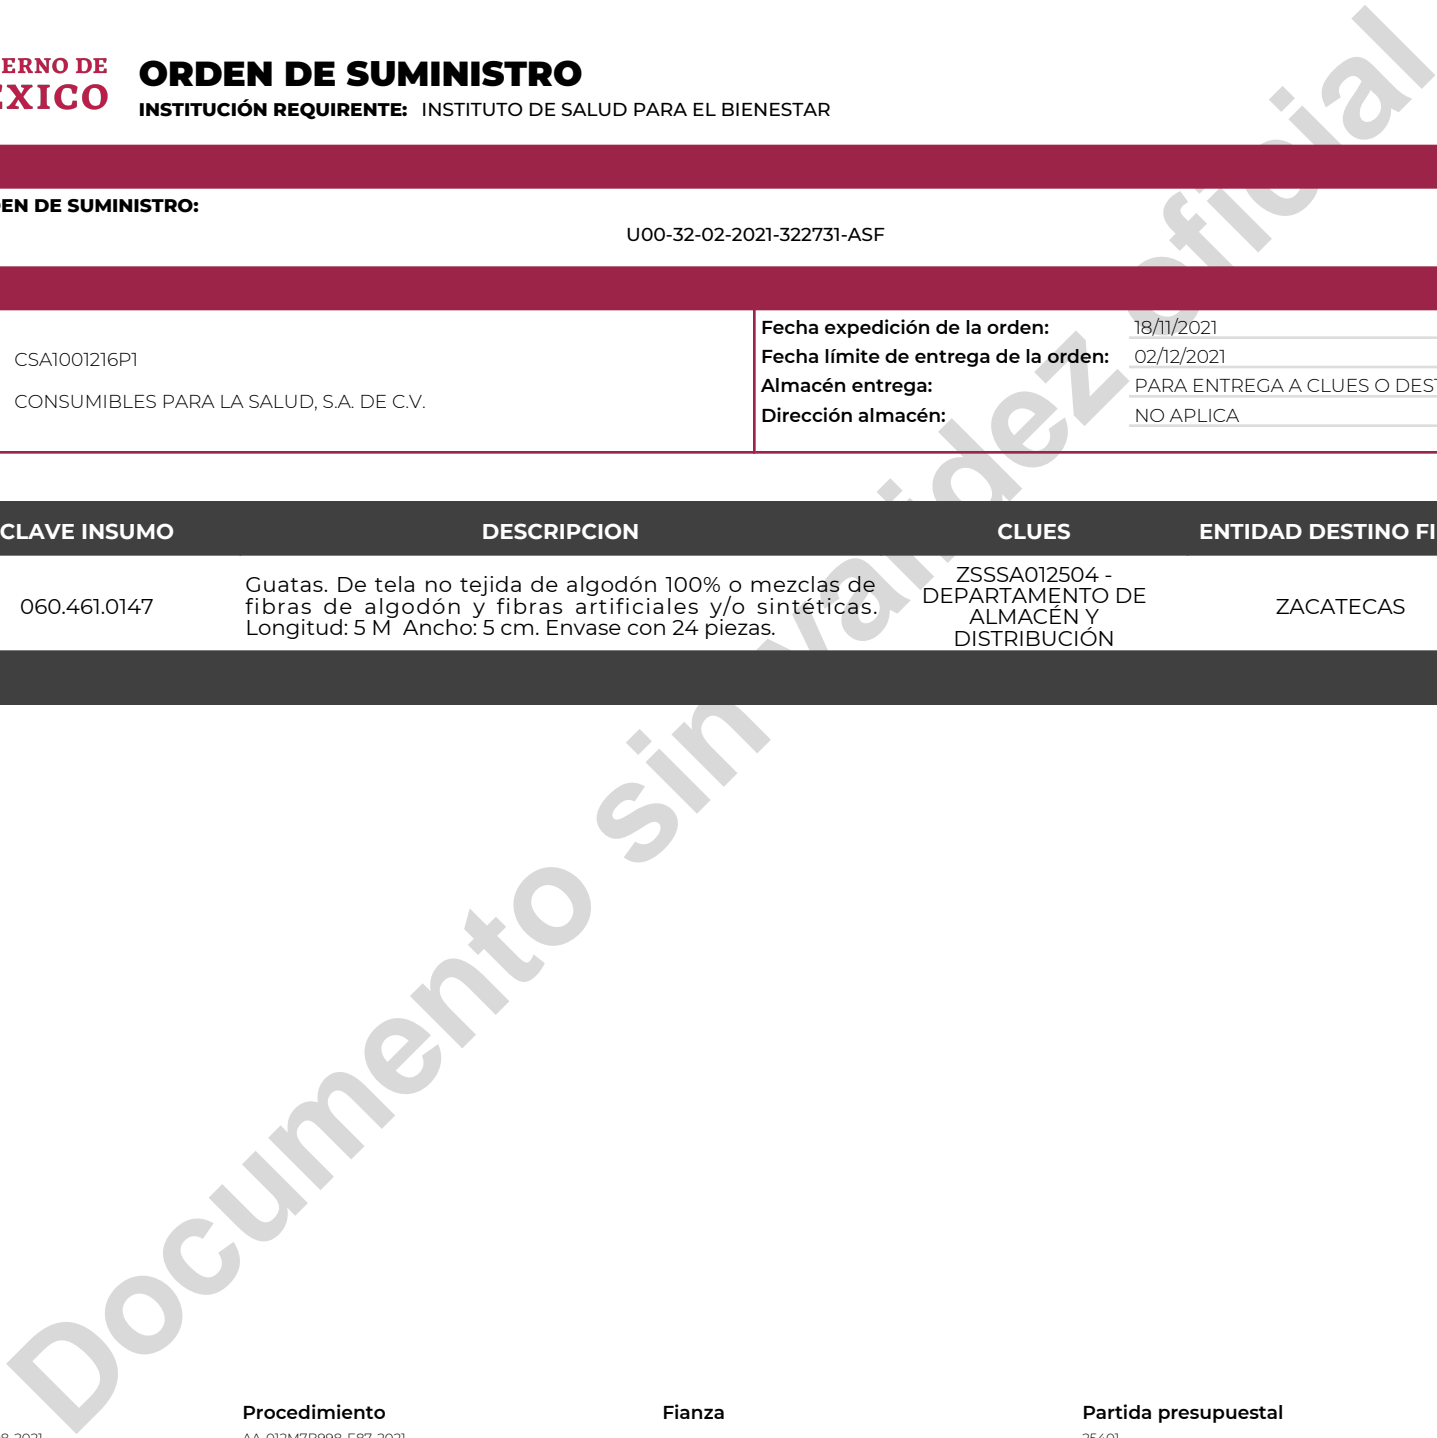 ERNO DE
EXICO
ORDEN DE SUMINISTRO
INSTITUCIÓN REQUIRENTE: INSTITUTO DE SALUD PARA EL BIENESTAR
EN DE SUMINISTRO:
U00-32-02-2021-322731-ASF
CSA1001216P1
CONSUMIBLES PARA LA SALUD, S.A. DE C.V.
Fecha expedición de la orden: 18/11/2021
Fecha límite de entrega de la orden: 02/12/2021
Almacén entrega: PARA ENTREGA A CLUES O DEST
Dirección almacén: NO APLICA
CLAVE INSUMO DESCRIPCION CLUES ENTIDAD DESTINO FI
060.461.0147
Guatas. De tela no tejida de algodón 100% o mezclas de
fibras de algodón y fibras artificiales y/o sintéticas.
Longitud: 5 M Ancho: 5 cm. Envase con 24 piezas.
ZSSSA012504 -
DEPARTAMENTO DE
ALMACÉN Y
DISTRIBUCIÓN
ZACATECAS
Documento sin validez oficial
Procedimiento Fianza Partida presupuestal